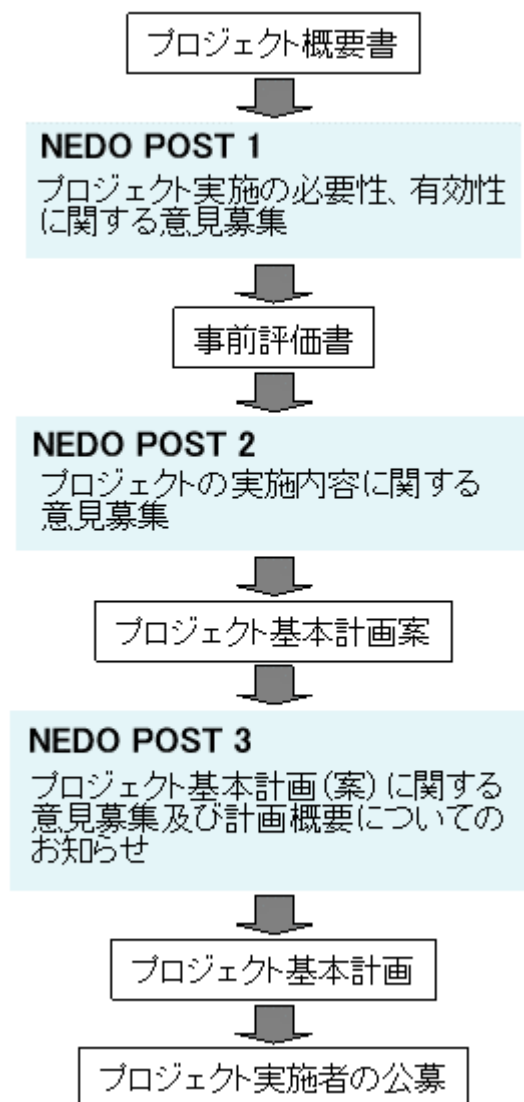 プロジェクト概要書
NEDO POST 1
プロジェクト実施の必要性、有効性
に関する意見募集
事前評価書
NEDO POST 2
プロジェクトの実施内容に関する
意見募集
プロジェクト基本計画案
NEDO POST 3
プロジェクト基本計画(案)に関する
意見募集及び計画概要についての
お知らせ
プロジェクト基本計画
プロジェクト実施者の公募